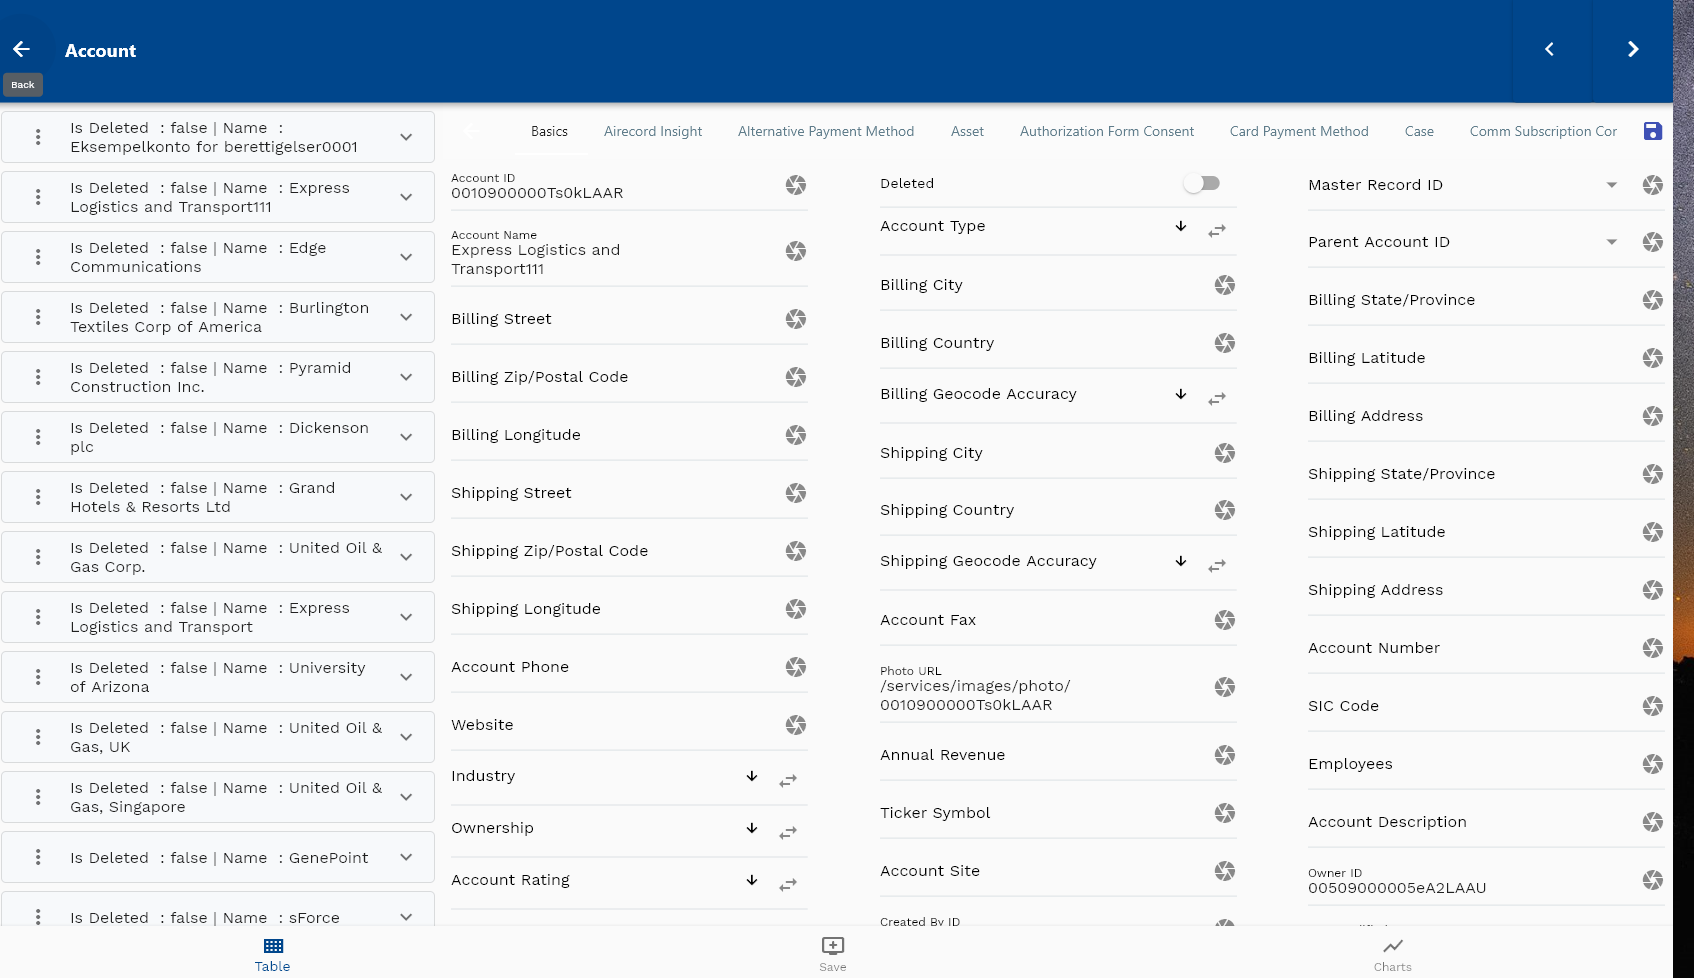 Account
Back
Is Deleted : false | Name :
Eksempelkonto for berettigelser0001
Is Deleted : false | Name : Express
Logistics and Transport111
Is Deleted : false | Name : Edge
Communications
Is Deleted : false | Name : Burlington
Textiles Corp of America
Is Deleted : false | Name : Pyramid
Construction Inc.
Is Deleted : false | Name : Dickenson
plc
Is Deleted : false | Name : Grand
Hotels & Resorts Ltd
Is Deleted : false | Name : United Oil &
Gas Corp.
Is Deleted : false | Name : Express
Logistics and Transport
Is Deleted : false | Name : University
of Arizona
Is Deleted : false | Name : United Oil &
Gas, UK
Is Deleted : false | Name : United Oil &
Gas, Singapore
Is Deleted : false | Name : GenePoint
Is Deleted : false | Name : sForce
Basics Airecord Insight Alternative Payment Method Asset Authorization Form Consent Card Payment Method Case Comm Subscription Cor
Account ID
0010900000Ts0kLAAR
Account Name
Express Logistics and
Transport111
Billing Street
Billing Zip/Postal Code
Billing Longitude
Shipping Street
Shipping Zip/Postal Code
Shipping Longitude
Account Phone
Website
Industry
Ownership
Account Rating
Deleted
Account Type
Billing City
Billing Country
Billing Geocode Accuracy
Shipping City
Shipping Country
Shipping Geocode Accuracy
Account Fax
Photo URL
/services/images/photo/
0010900000Ts0kLAAR
Annual Revenue
Ticker Symbol
Account Site
Created By ID
Master Record ID
Parent Account ID
Billing State/Province
Billing Latitude
Billing Address
Shipping State/Province
Shipping Latitude
Shipping Address
Account Number
SIC Code
Employees
Account Description
Owner ID
00509000005eA2LAAU
Table
Save
Charts